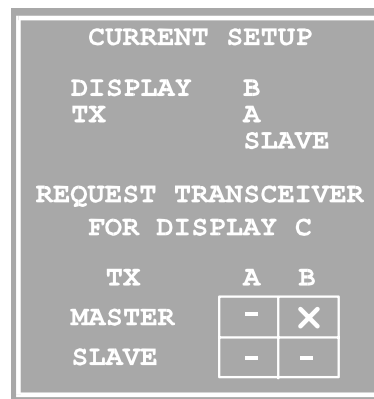 CURRENT SETUP
DISPLAY B
TX A
SLAVE
REQUEST TRANSCEIVER
FOR DISPLAY C
TX A B
MASTER - X
SLAVE - -